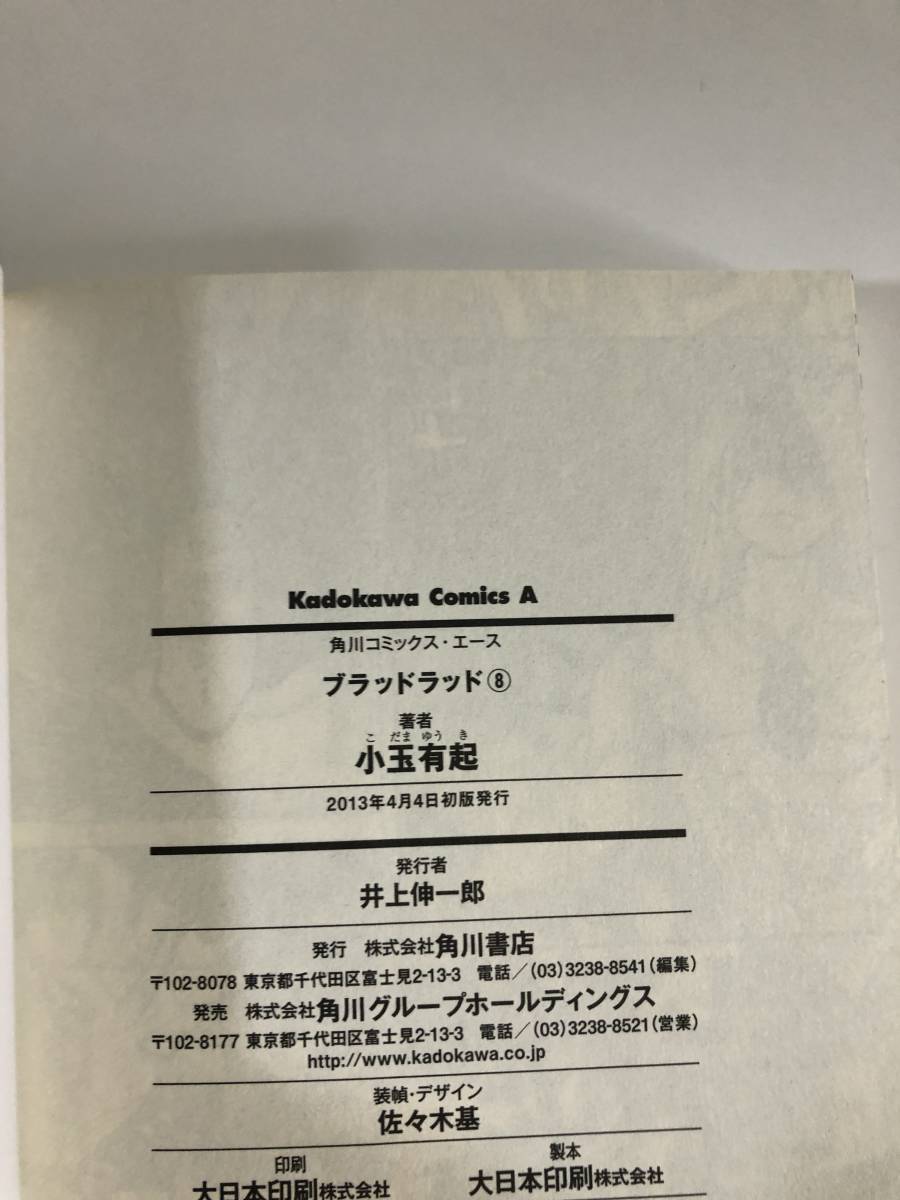 Kadokawa Comics A
角川コミックス・エース
ブラッドラッド⑧
著者
こ だま ゆう き
小玉有起
2013年4月4日初版発行
発行者
井上伸一郎
発行 株式会社角川書店
〒102-8078 東京都千代田区富士見2-13-3 電話／(03)3238-8541（編集）
発売 株式会社角川グループホールディングス
〒102-8177 東京都千代田区富士見2-13-3 電話／(03)3238-8521（営業）
http://www.kadokawa.co.jp
装幀・デザイン
佐々木基
印刷 製本
大日本印刷株式会社 大日本印刷株式会社